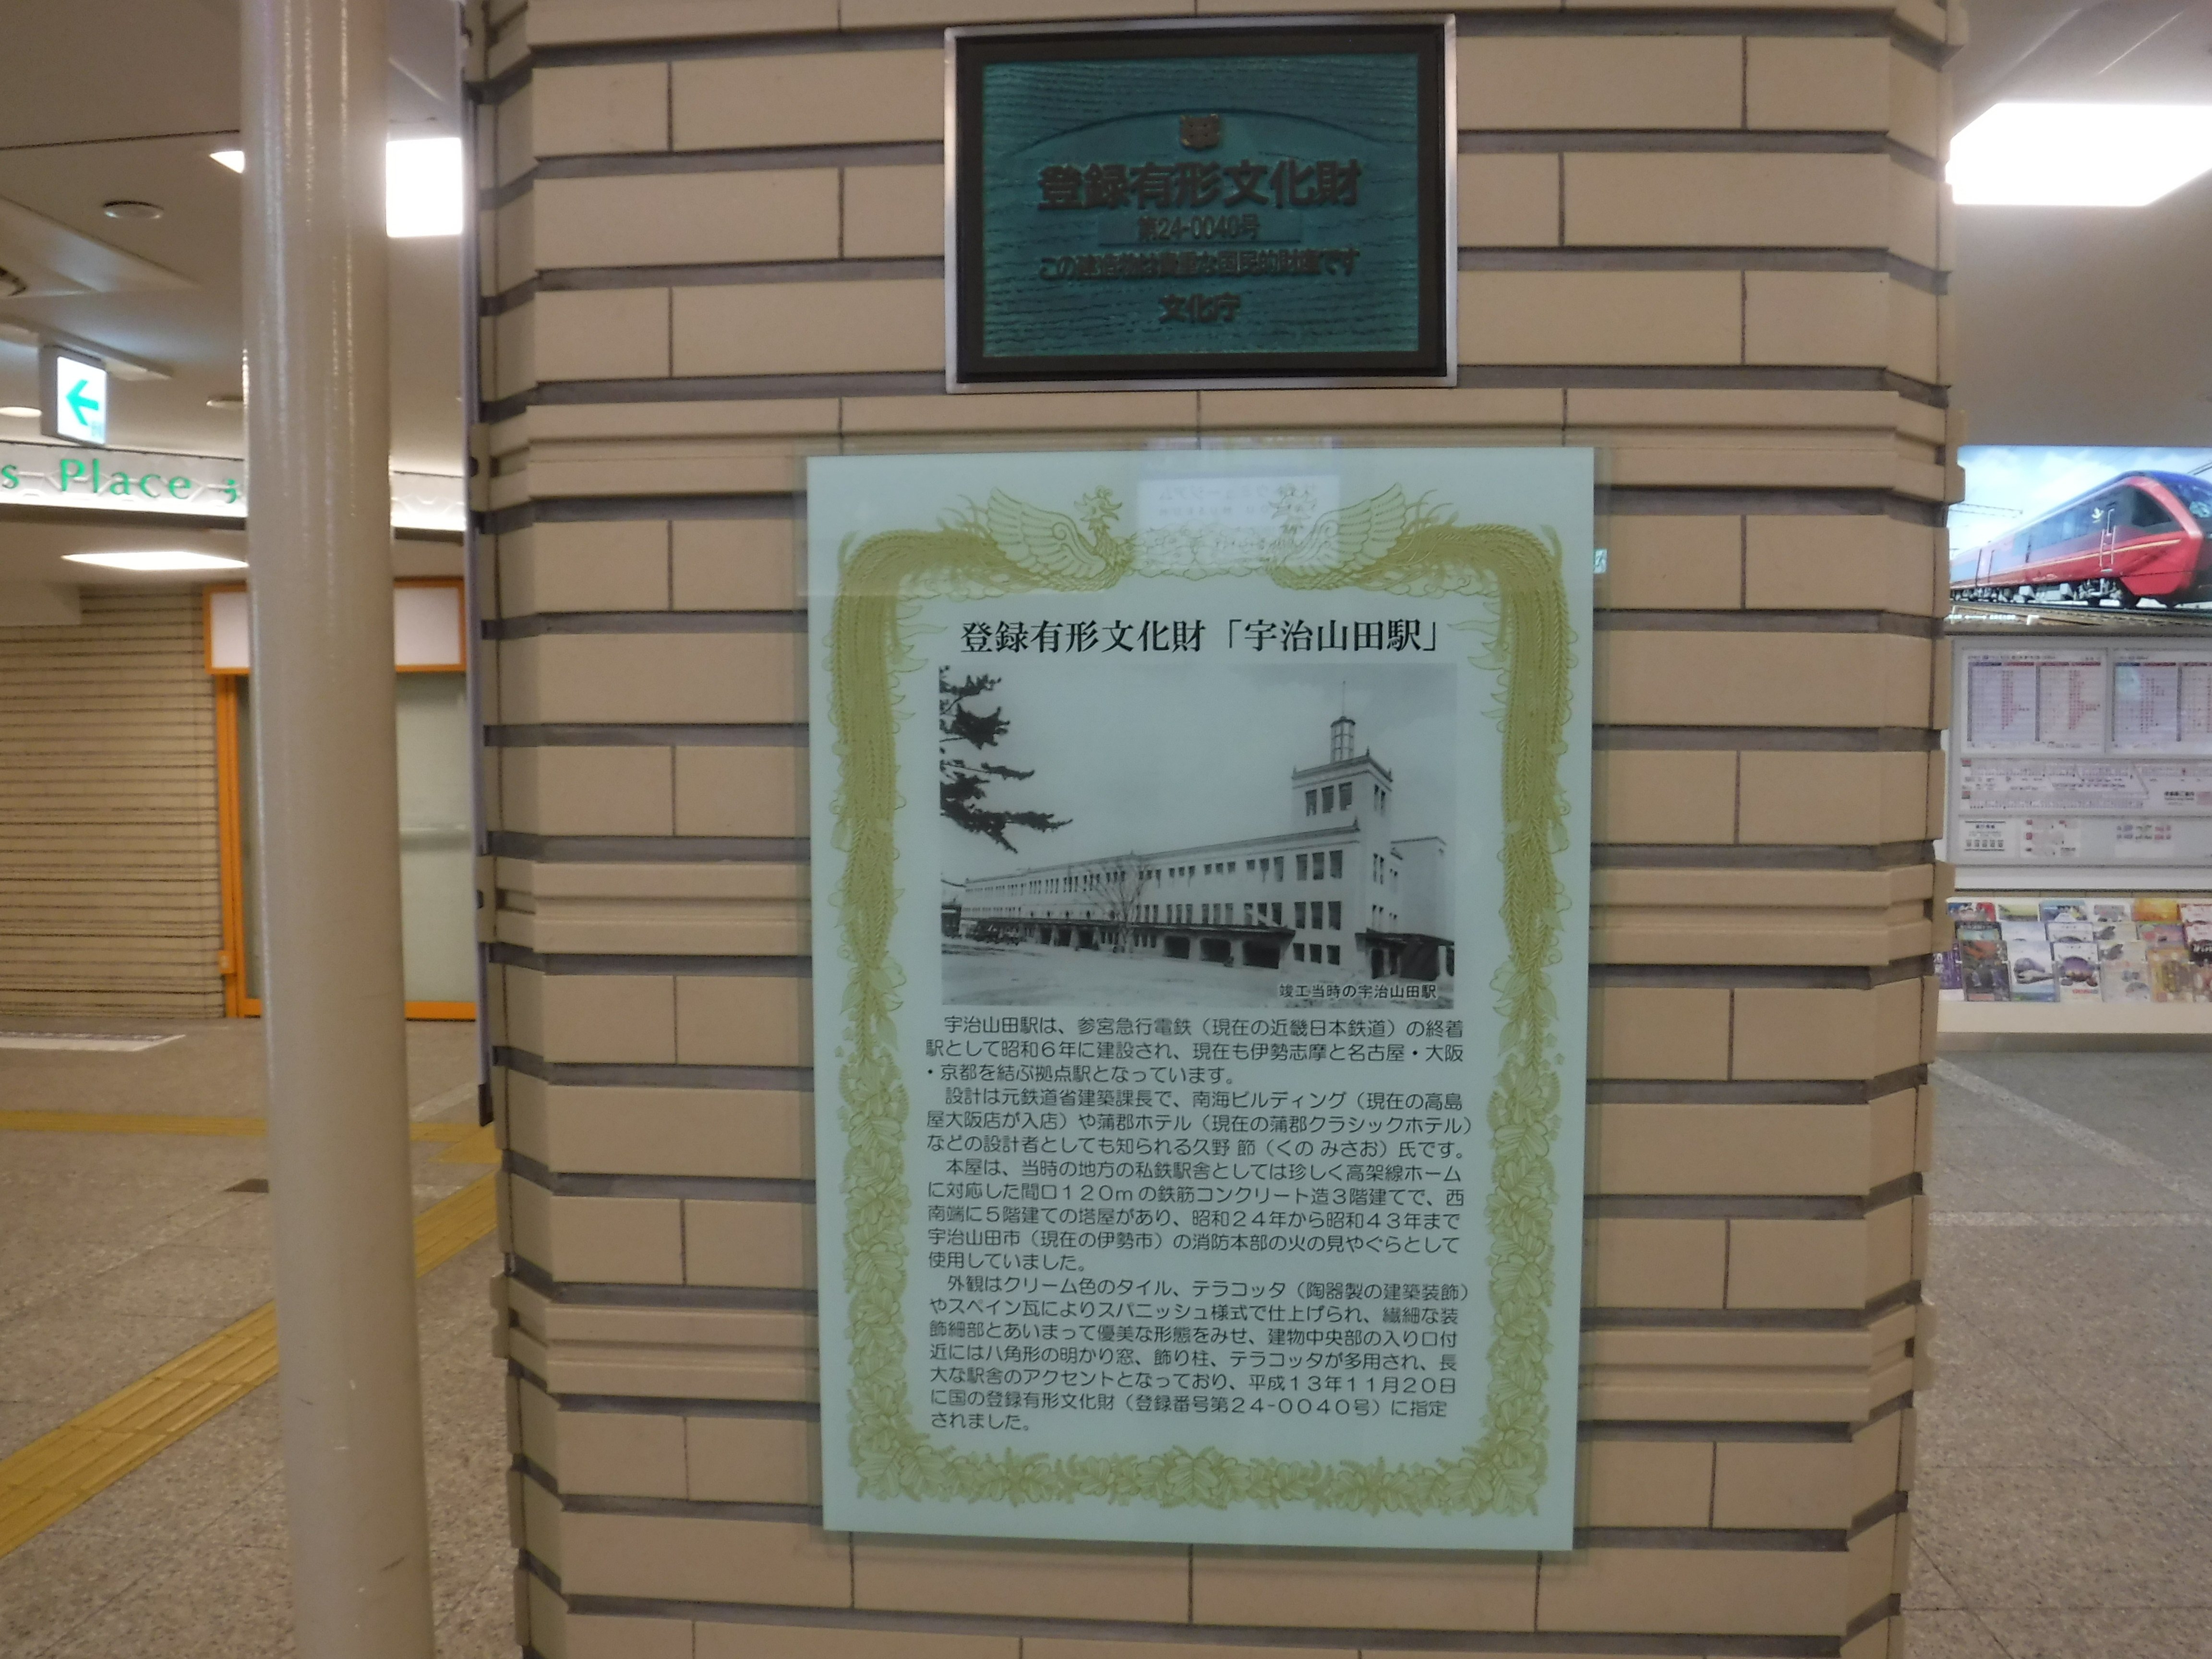 登録有形文化財
第24-0040号
この建造物は貴重な国民的財産です
文化庁
s Place う
登録有形文化財「宇治山田駅」
竣工当時の宇治山田駅
宇治山田駅は、参宮急行電鉄（現在の近畿日本鉄道）の終着
駅として昭和６年に建設され、現在も伊勢志摩と名古屋・大阪
・京都を結ぶ拠点駅となっています。
設計は元鉄道省建築課長で、南海ビルディング（現在の高島
屋大阪店が入店）や蒲郡ホテル（現在の蒲郡クラシックホテル）
などの設計者としても知られる久野 節（くの みさお）氏です。
本屋は、当時の地方の私鉄駅舎としては珍しく高架線ホーム
に対応した間口１２０ｍの鉄筋コンクリート造３階建てで、西
南端に５階建ての塔屋があり、昭和２４年から昭和４３年まで
宇治山田市（現在の伊勢市）の消防本部の火の見やぐらとして
使用していました。
外観はクリーム色のタイル、テラコッタ（陶器製の建築装飾）
やスペイン瓦によりスパニッシュ様式で仕上げられ、繊細な装
飾細部とあいまって優美な形態をみせ、建物中央部の入り口付
近には八角形の明かり窓、飾り柱、テラコッタが多用され、長
大な駅舎のアクセントとなっており、平成１３年１１月２０日
に国の登録有形文化財（登録番号第２４-００４０号）に指定
されました。